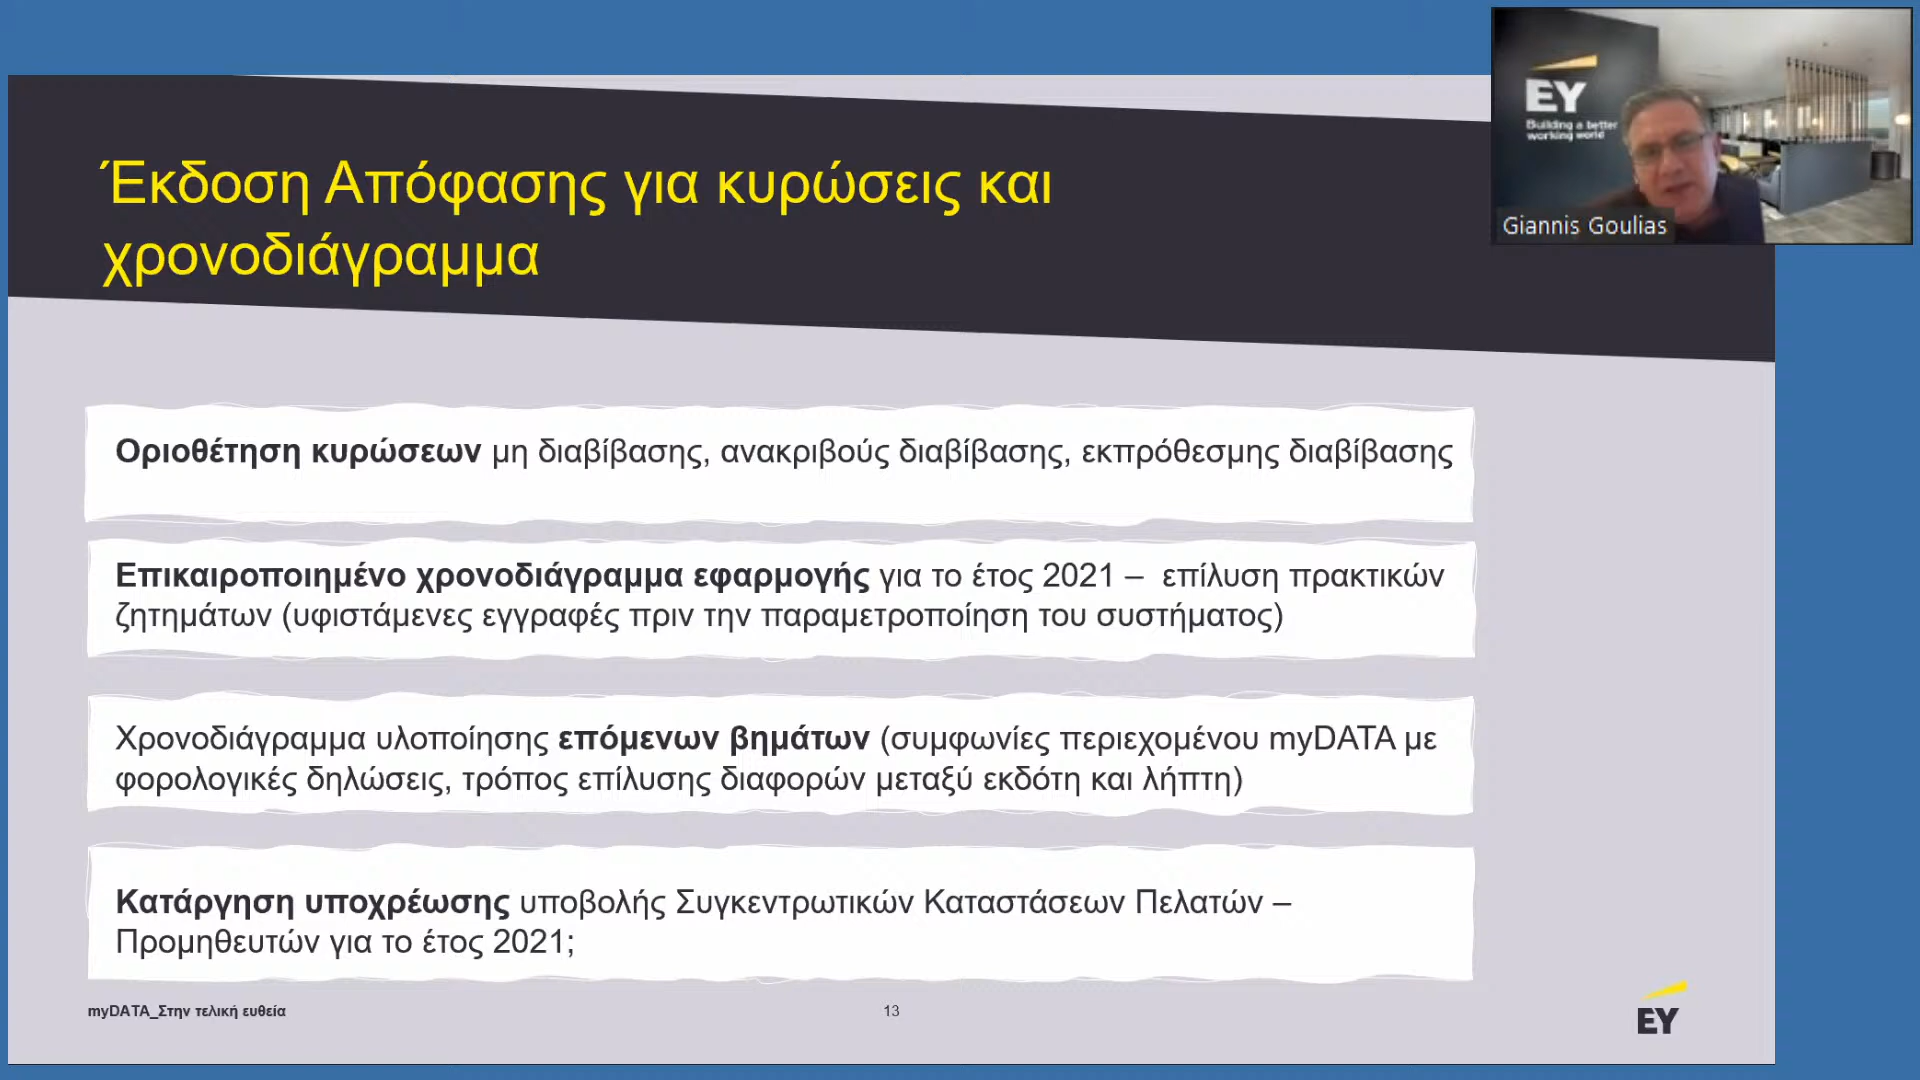 Έκδοση Απόφασης για κυρώσεις και
χρονοδιάγραμμα
EY
Building a better
working world
Giannis Goulias
Οριοθέτηση κυρώσεων μη διαβίβασης, ανακριβούς διαβίβασης, εκπρόθεσμης διαβίβασης
Επικαιροποιημένο χρονοδιάγραμμα εφαρμογής για το έτος 2021 – επίλυση πρακτικών
ζητημάτων (υφιστάμενες εγγραφές πριν την παραμετροποίηση του συστήματος)
Χρονοδιάγραμμα υλοποίησης επόμενων βημάτων (συμφωνίες περιεχομένου myDATA με
φορολογικές δηλώσεις, τρόπος επίλυσης διαφορών μεταξύ εκδότη και λήπτη)
Κατάργηση υποχρέωσης υποβολής Συγκεντρωτικών Καταστάσεων Πελατών –
Προμηθευτών για το έτος 2021;
myDATA_Στην τελική ευθεία
13
EY